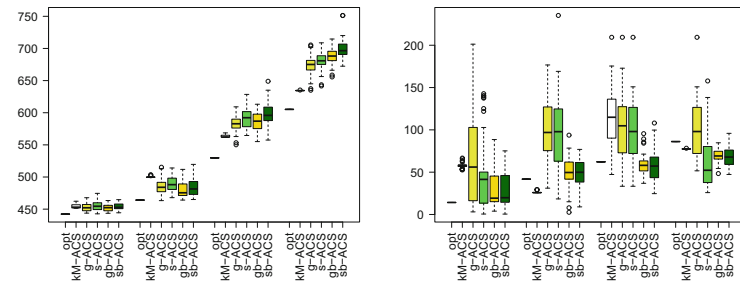 750
700
650
600
550
500
450
opt
kM−ACS
g−ACS
s−ACS
gb−ACS
sb−ACS
opt
kM−ACS
g−ACS
s−ACS
gb−ACS
sb−ACS
opt
kM−ACS
g−ACS
s−ACS
gb−ACS
sb−ACS
opt
kM−ACS
g−ACS
s−ACS
gb−ACS
sb−ACS
200
150
100
50
0
opt
kM−ACS
g−ACS
s−ACS
gb−ACS
sb−ACS
opt
kM−ACS
g−ACS
s−ACS
gb−ACS
sb−ACS
opt
kM−ACS
g−ACS
s−ACS
gb−ACS
sb−ACS
opt
kM−ACS
g−ACS
s−ACS
gb−ACS
sb−ACS